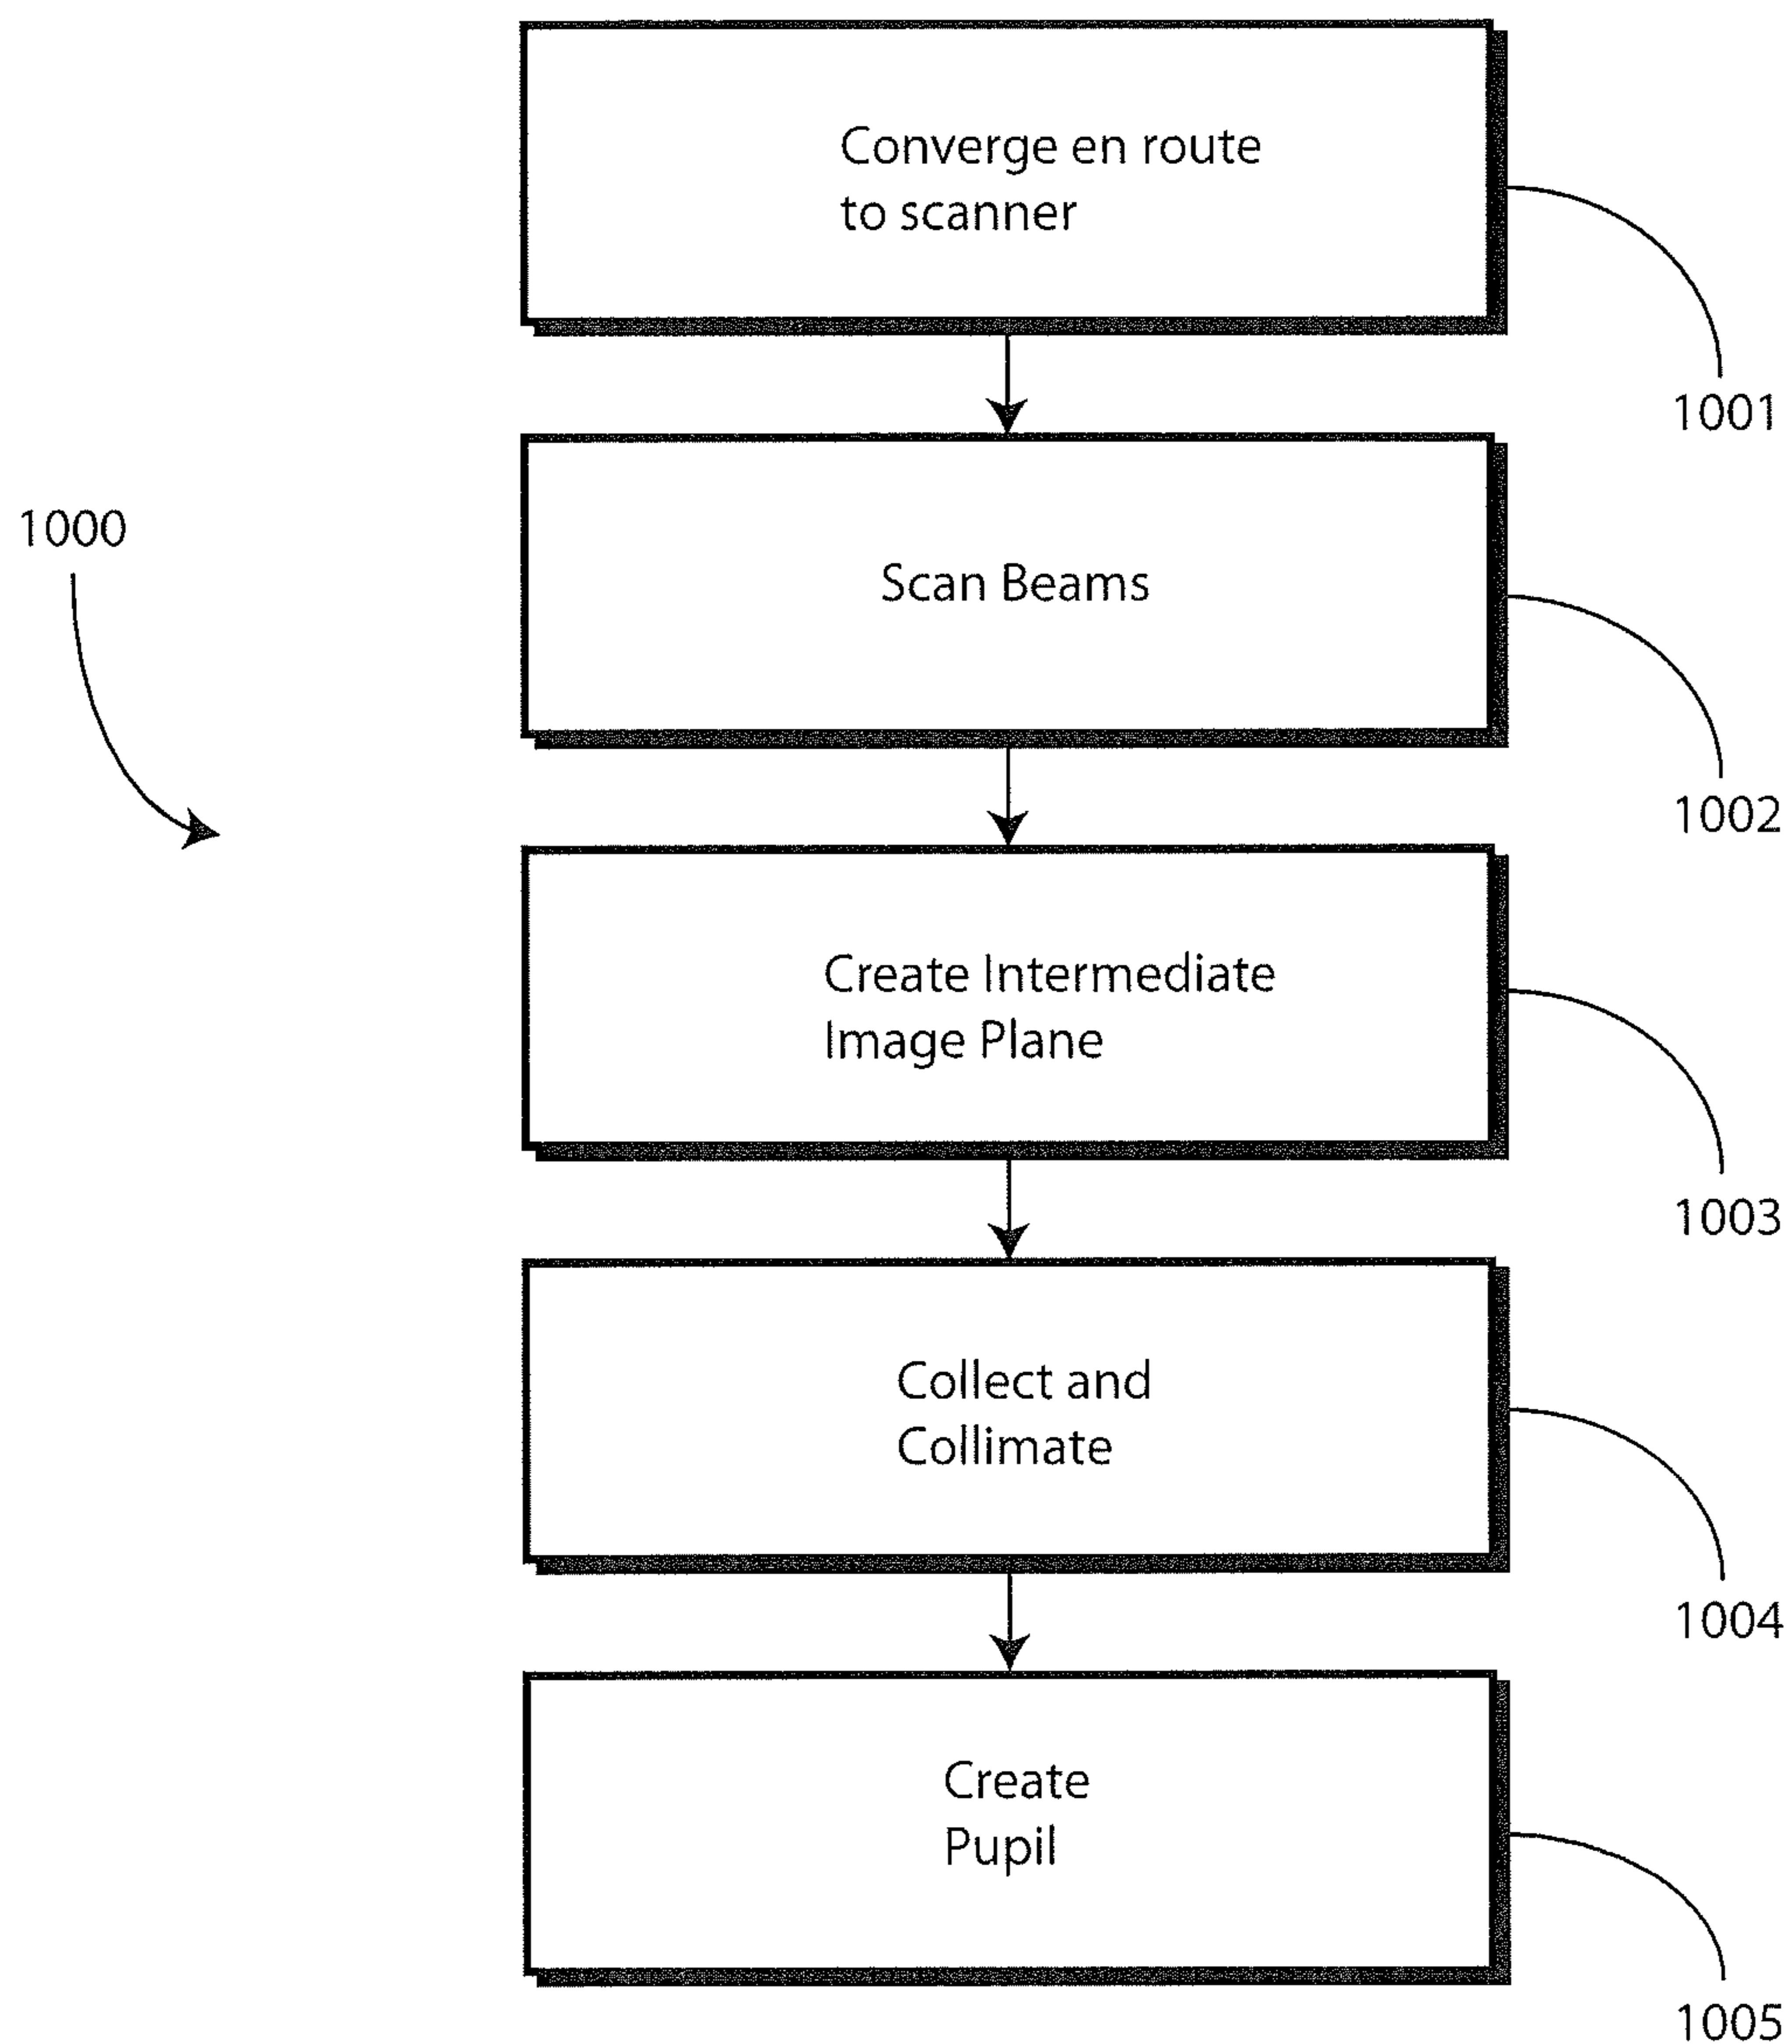 Converge en route
to scanner
1001
1000
Scan Beams
1002
Create Intermediate
Image Plane
1003
Collect and
Collimate
1004
Create
Pupil
1005